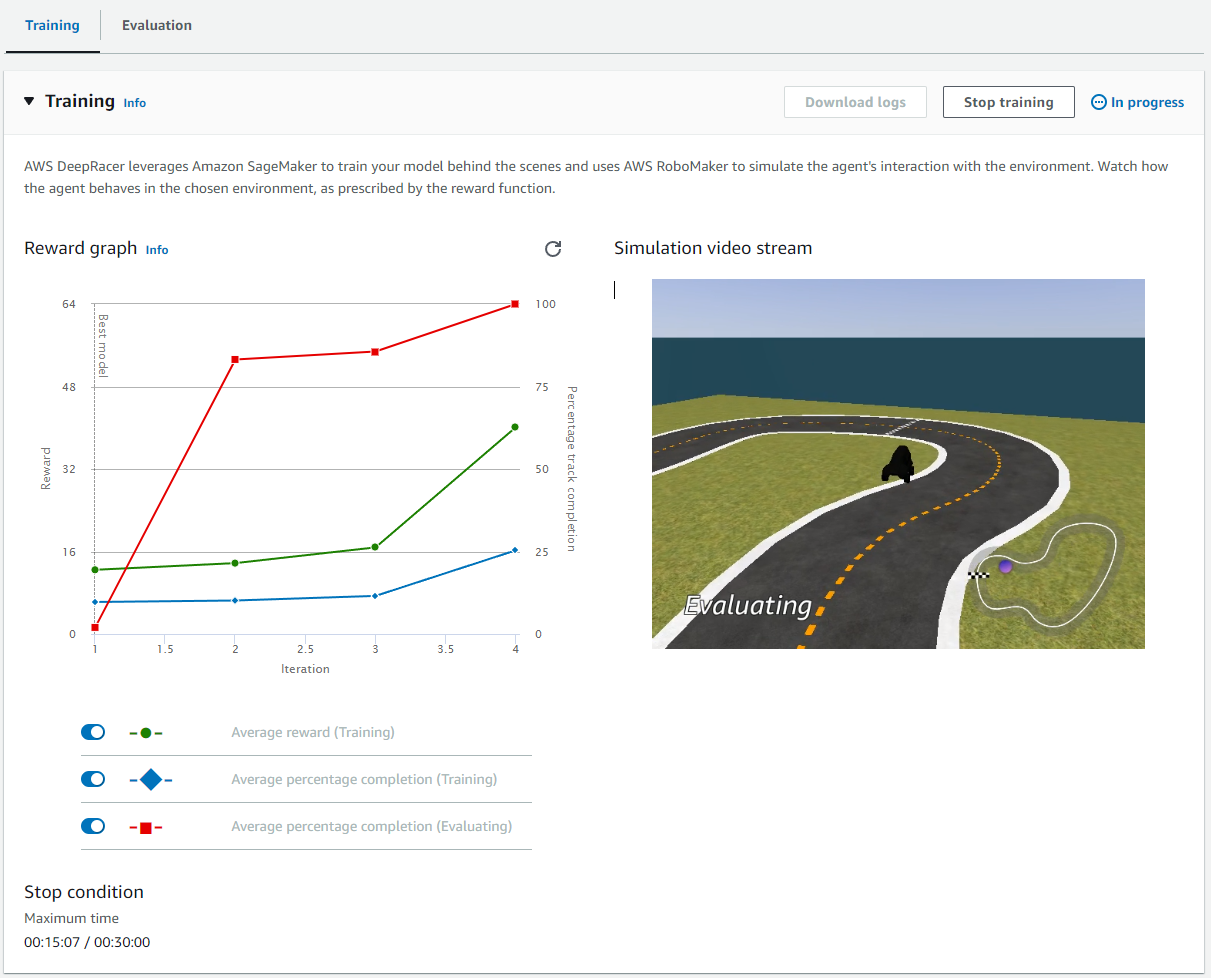 Training
Evaluation
Training Info
Download logs
Stop training
In progress
AWS DeepRacer leverages Amazon SageMaker to train your model behind the scenes and uses AWS RoboMaker to simulate the agent's interaction with the environment. Watch how
the agent behaves in the chosen environment, as prescribed by the reward function.
Reward graph Info
Simulation video stream
64
48
32
16
0
Reward
Best model
100
75
50
25
0
Percentage track completion
1
1.5
2
2.5
3
3.5
4
Iteration
Evaluating
Average reward (Training)
Average percentage completion (Training)
Average percentage completion (Evaluating)
Stop condition
Maximum time
00:15:07 / 00:30:00